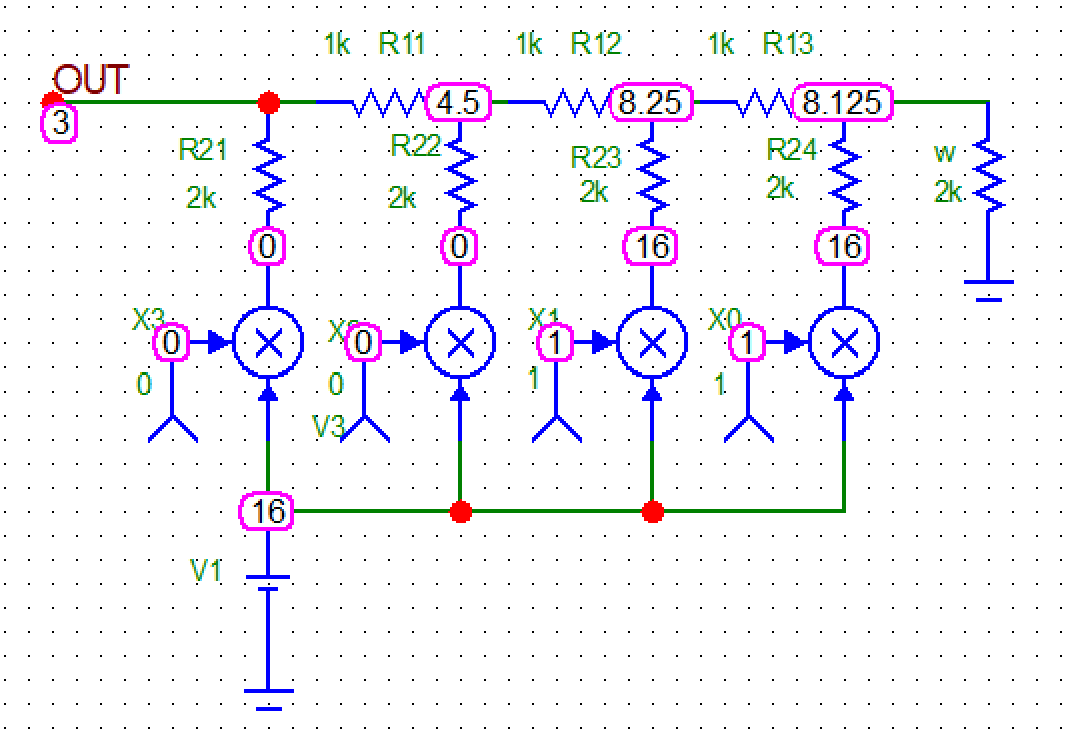 1k R11 1k R12 1k R13
OUT
3 4.5 8.25 8.125
R21 R22 R23 R24 w
2k 2k 2k 2k 2k
0 0 16 16
X3 X1 X0
0 0 1 1
0 0 1 1
V3
16
V1